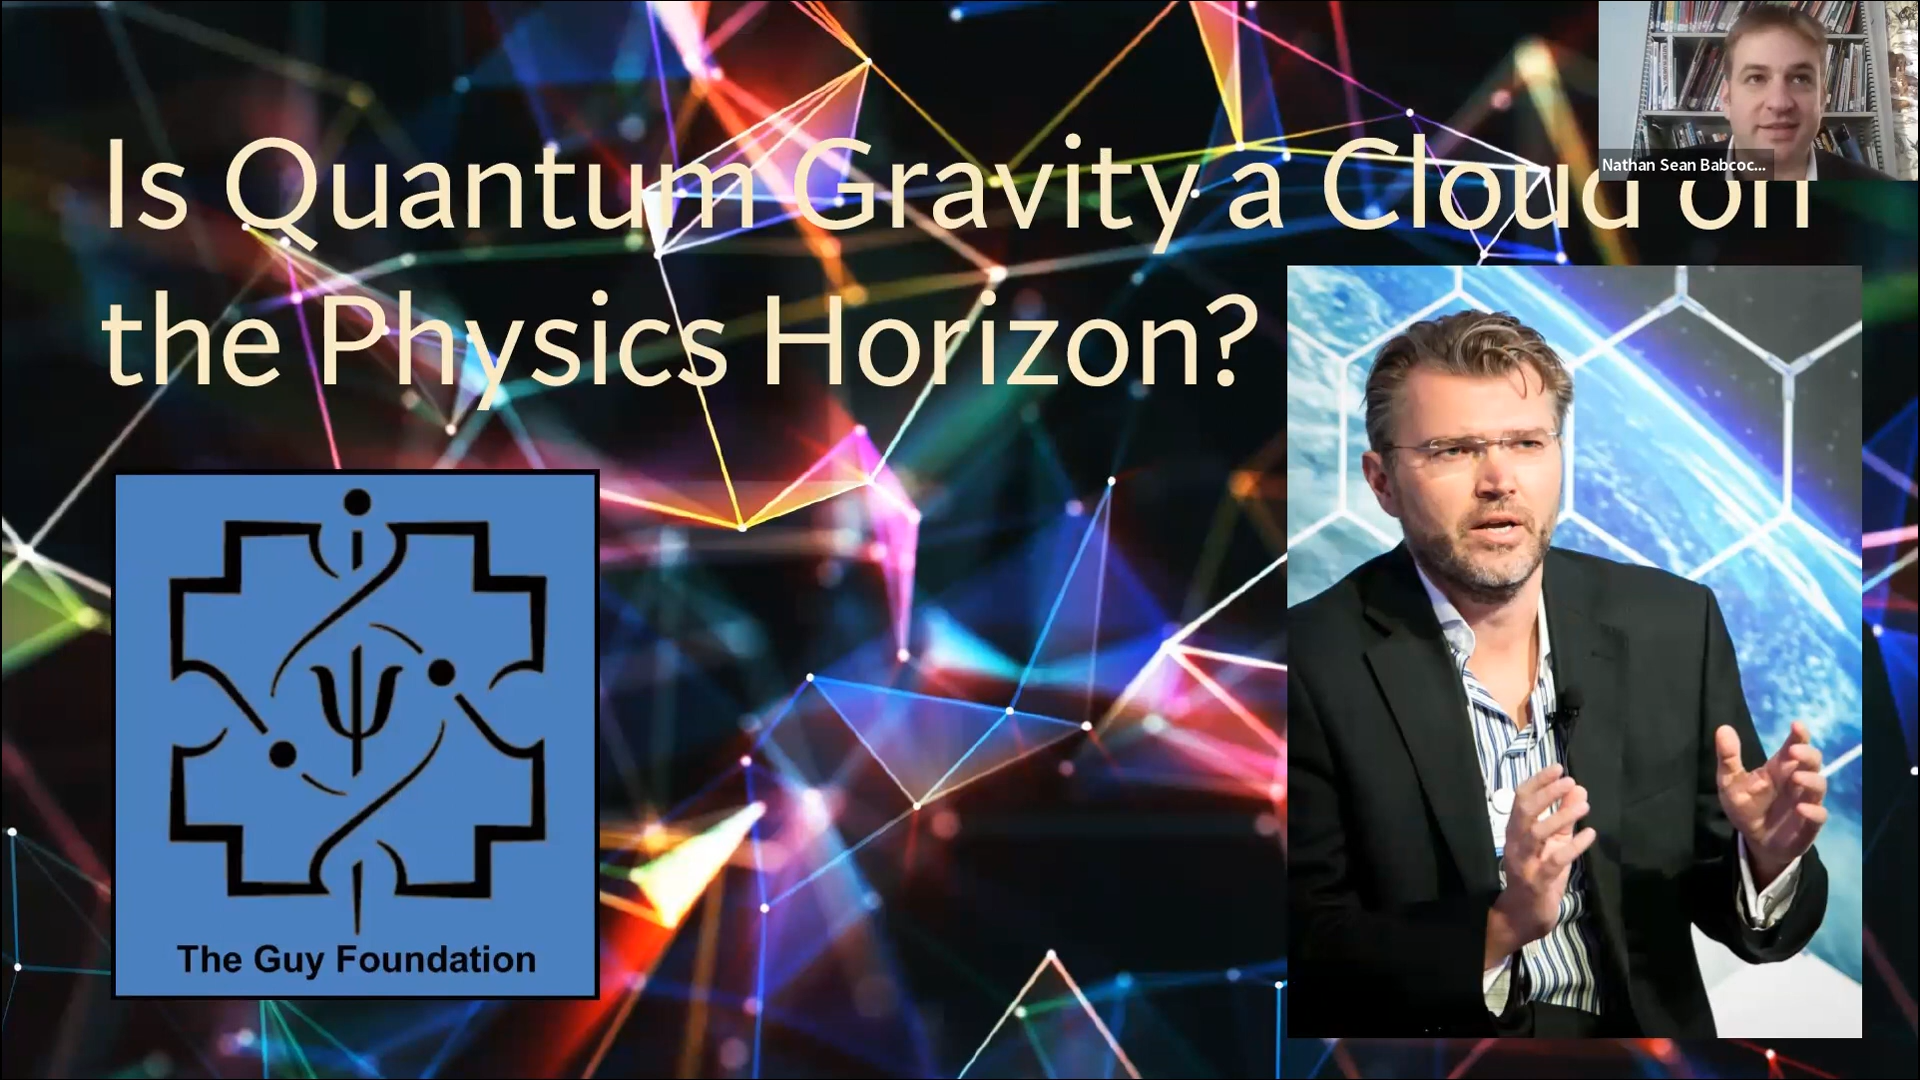 Is Quantum Gravity a Cloud on
the Physics Horizon?
Nathan Sean Babcoc...
ψ
The Guy Foundation